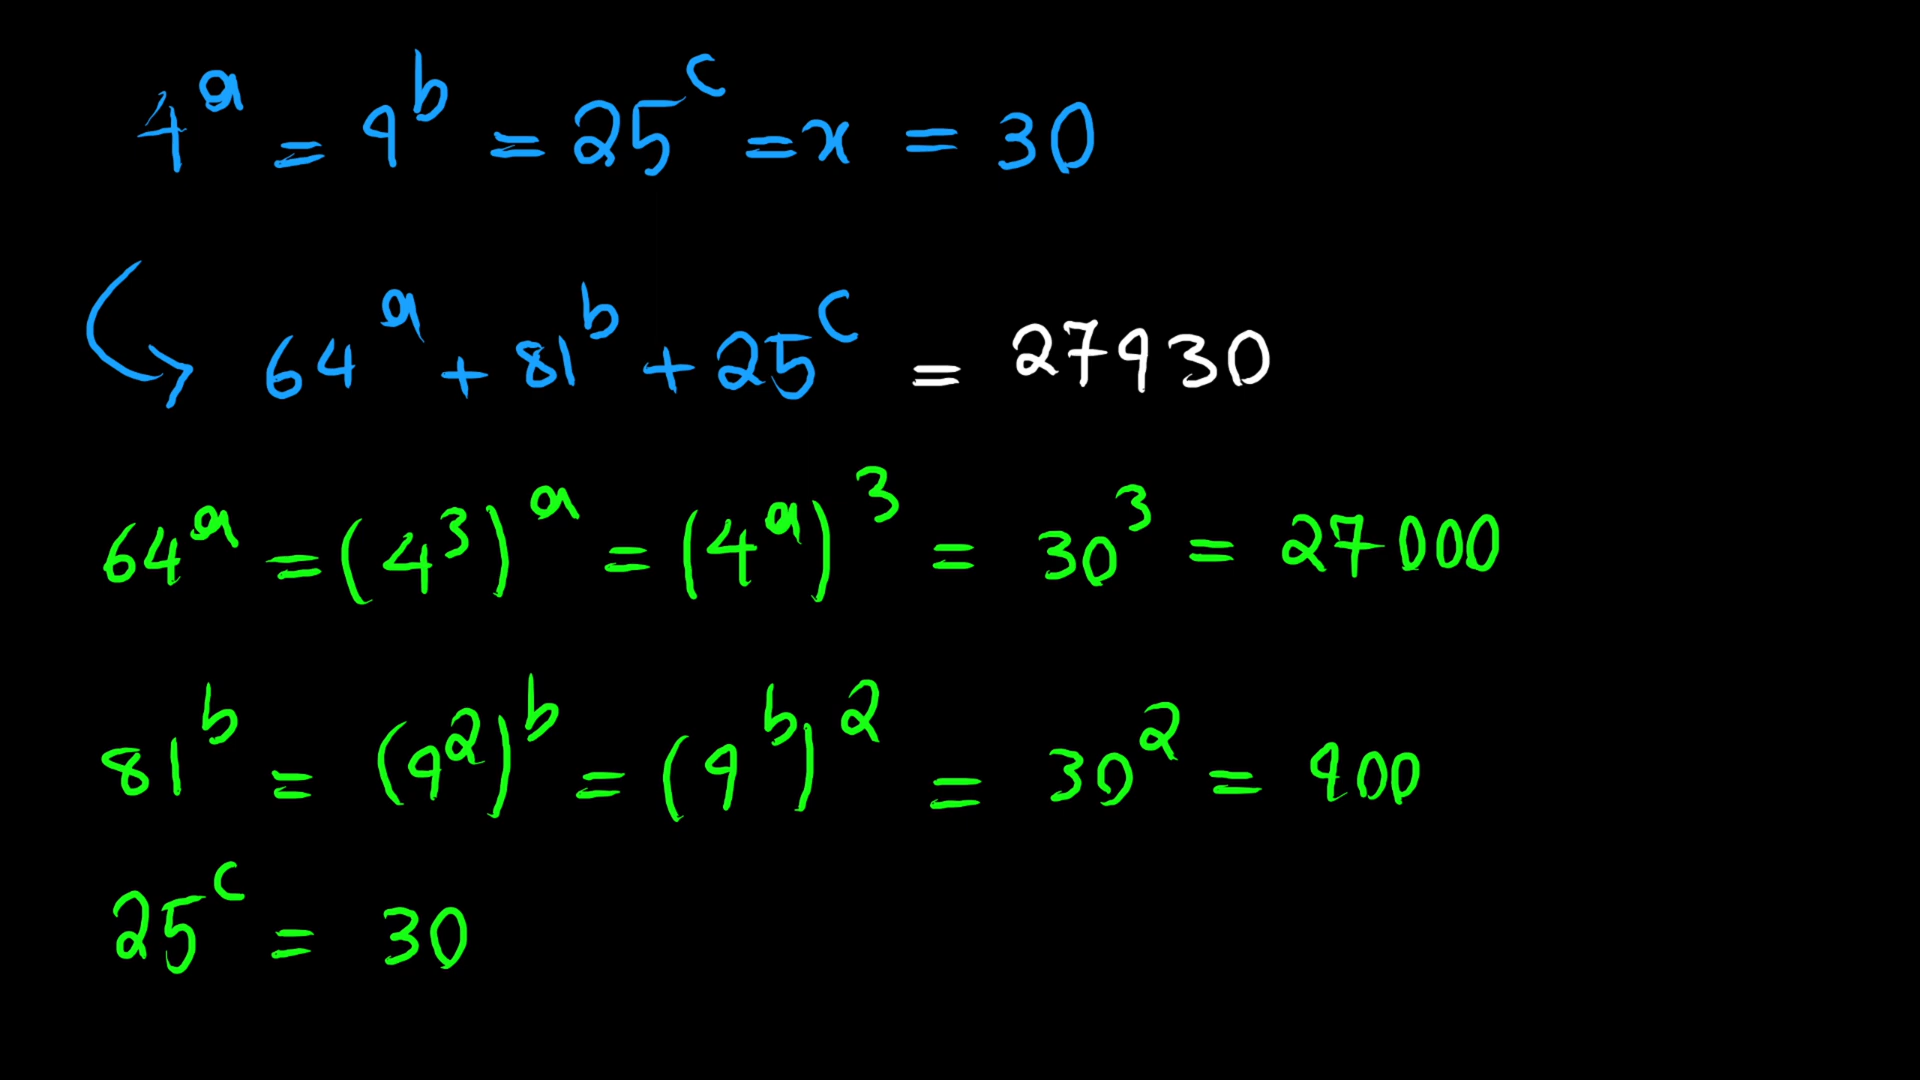 4^a = 9^b = 25^c = x = 30
64^a + 81^b + 25^c = 27930
64^a = (4^3)^a = (4^a)^3 = 30^3 = 27000
81^b = (9^2)^b = (9^b)^2 = 30^2 = 900
25^c = 30